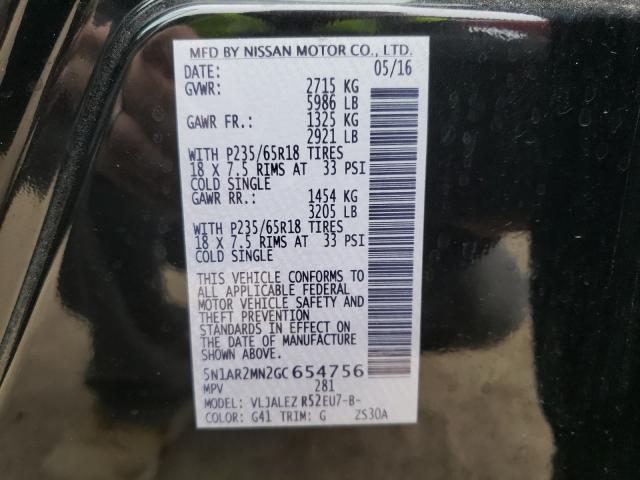 MFD BY NISSAN MOTOR CO., LTD.
DATE: 05/16
GVWR: 2715 KG
5986 LB
GAWR FR.: 1325 KG
2921 LB
WITH P235/65R18 TIRES
18 X 7.5 RIMS AT 33 PSI
COLD SINGLE
GAWR RR.: 1454 KG
3205 LB
WITH P235/65R18 TIRES
18 X 7.5 RIMS AT 33 PSI
COLD SINGLE
THIS VEHICLE CONFORMS TO
ALL APPLICABLE FEDERAL
MOTOR VEHICLE SAFETY AND
THEFT PREVENTION
STANDARDS IN EFFECT ON
THE DATE OF MANUFACTURE
SHOWN ABOVE.
5N1AR2MN2GC654756
MPV 281
MODEL: VLJALEZ R52EU7-B-
COLOR: G41 TRIM: G ZS30A